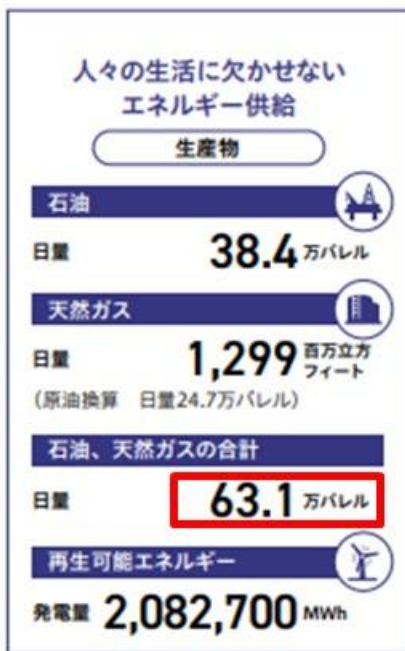 人々の生活に欠かせない
エネルギー供給
生産物
石油
日量 38.4 万バレル
天然ガス
日量 1,299 百万立方
フィート
（原油換算　日量24.7万バレル）
石油、天然ガスの合計
日量 63.1 万バレル
再生可能エネルギー
発電量 2,082,700 MWh